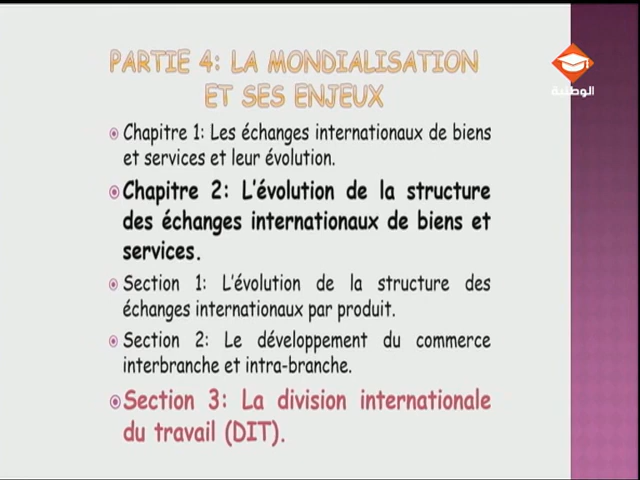 PARTIE 4: LA MONDIALISATION
ET SES ENJEUX
الوطنية
Chapitre 1: Les échanges internationaux de biens
et services et leur évolution.
Chapitre 2: L'évolution de la structure
des échanges internationaux de biens et
services.
Section 1: L'évolution de la structure des
échanges internationaux par produit.
Section 2: Le développement du commerce
interbranche et intra-branche.
Section 3: La division internationale
du travail (DIT).